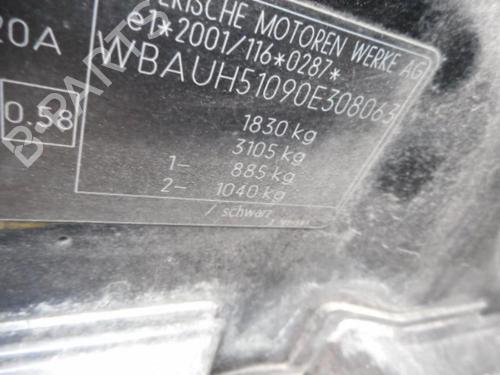 ERISCHE MOTOREN WERKE AG
e1*2001/116*0287*
WBAUH51090E308063
20A
0.58
1830 kg
3105 kg
1- 885 kg
2- 1040 kg
/ schwarz
B-PARTS